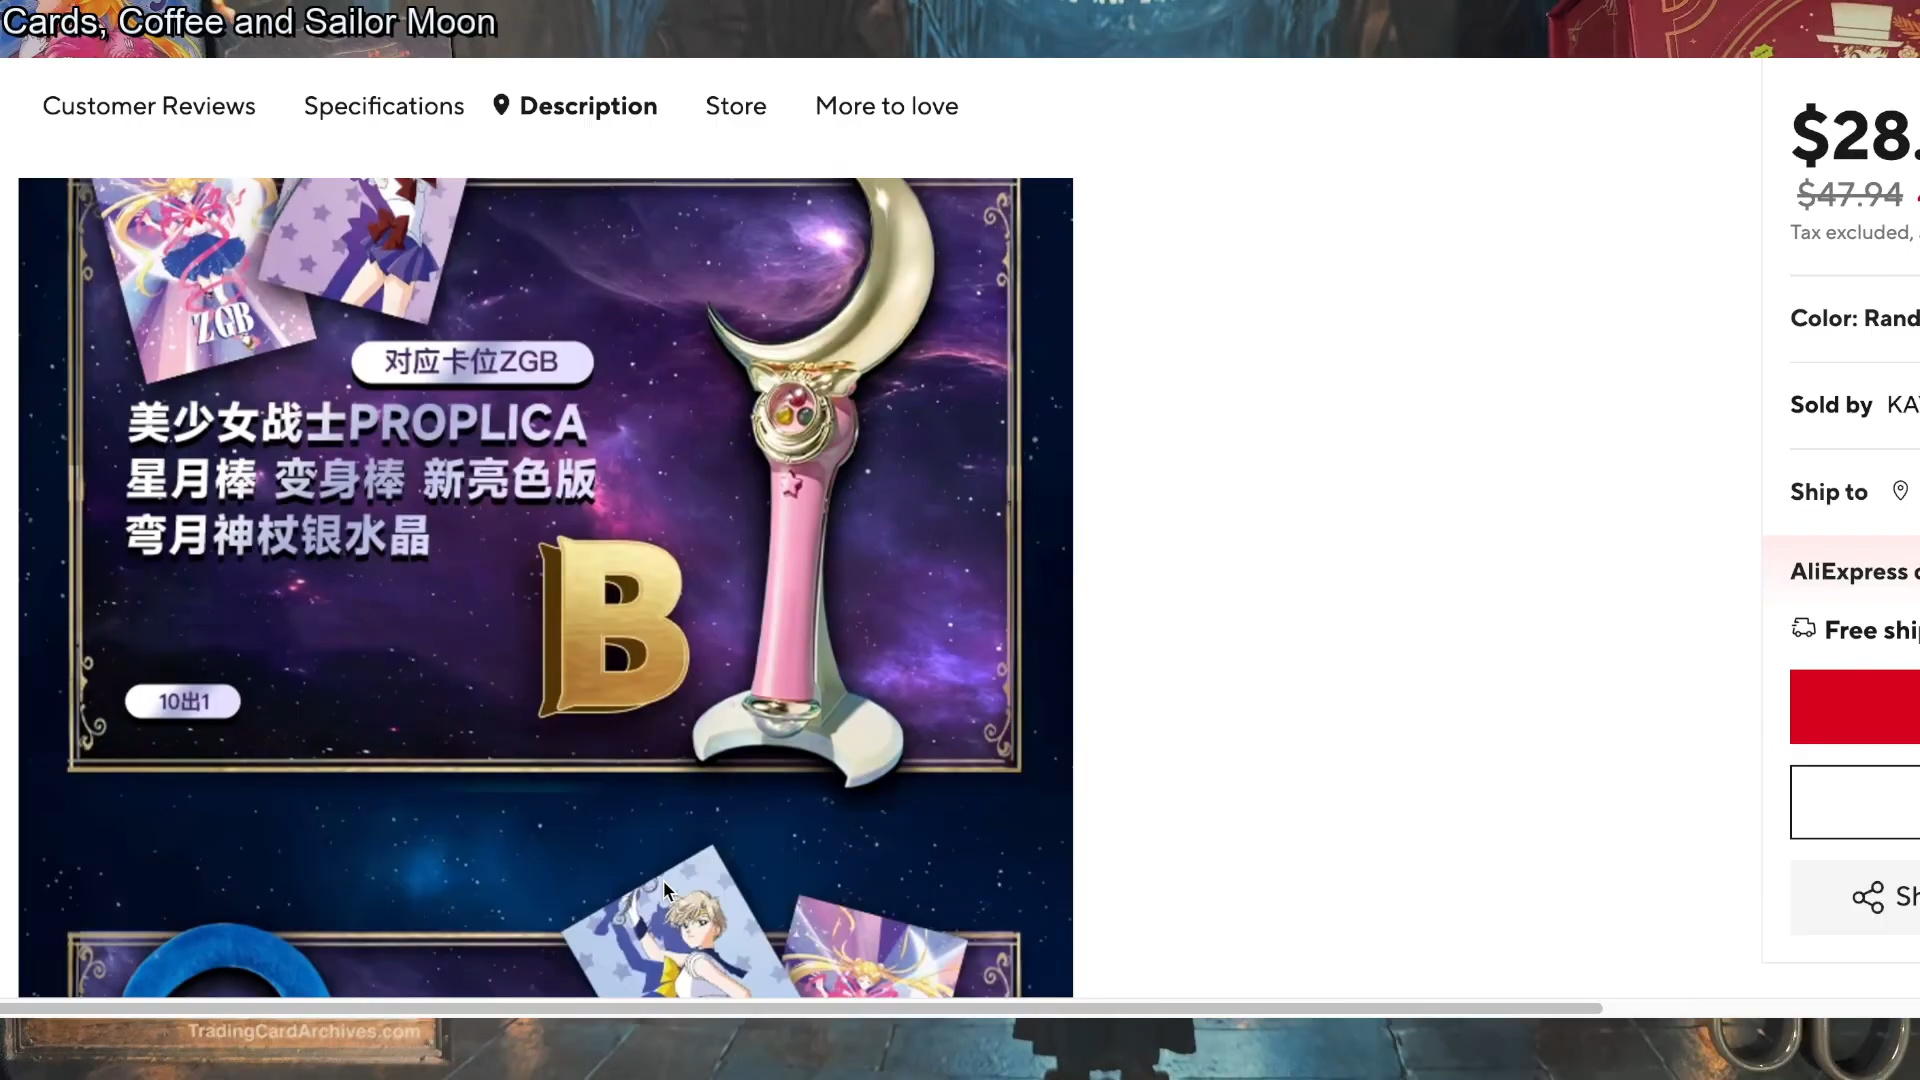 Cards, Coffee and Sailor Moon
Customer Reviews
Specifications
Description
Store
More to love
$28.
$47.94
Tax excluded,
Color: Rand
Sold by KA
Ship to
AliExpress
Free ship
Sh
ZGB
对应卡位ZGB
美少女战士PROPLICA
星月棒 变身棒 新亮色版
弯月神杖银水晶
B
10出1
TradingCardArchives.com